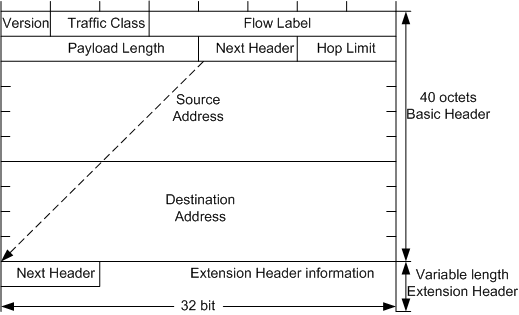 Version Traffic Class Flow Label
Payload Length Next Header Hop Limit
Source
Address
40 octets
Basic Header
Destination
Address
Next Header Extension Header information
Variable length
Extension Header
32 bit